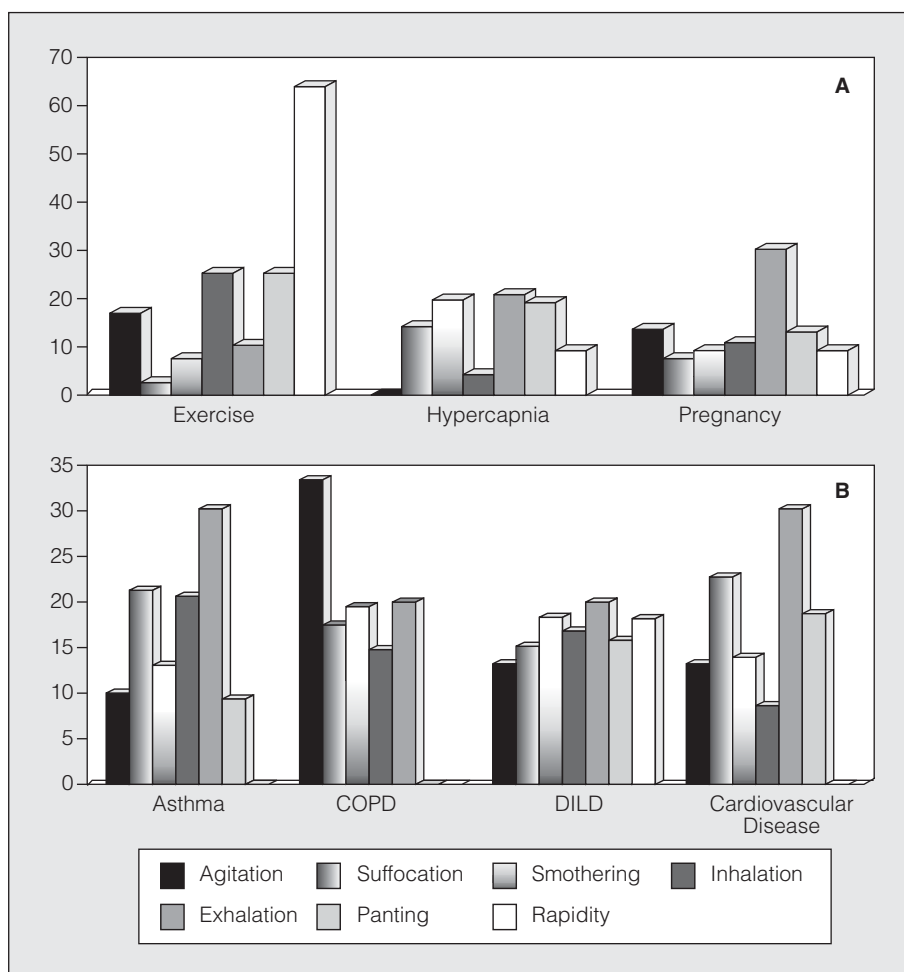 70
A
60
50
40
30
20
10
0
Exercise Hypercapnia Pregnancy
35
B
30
25
20
15
10
5
0
Asthma COPD DILD Cardiovascular
Disease
Agitation Suffocation Smothering Inhalation
Exhalation Panting Rapidity